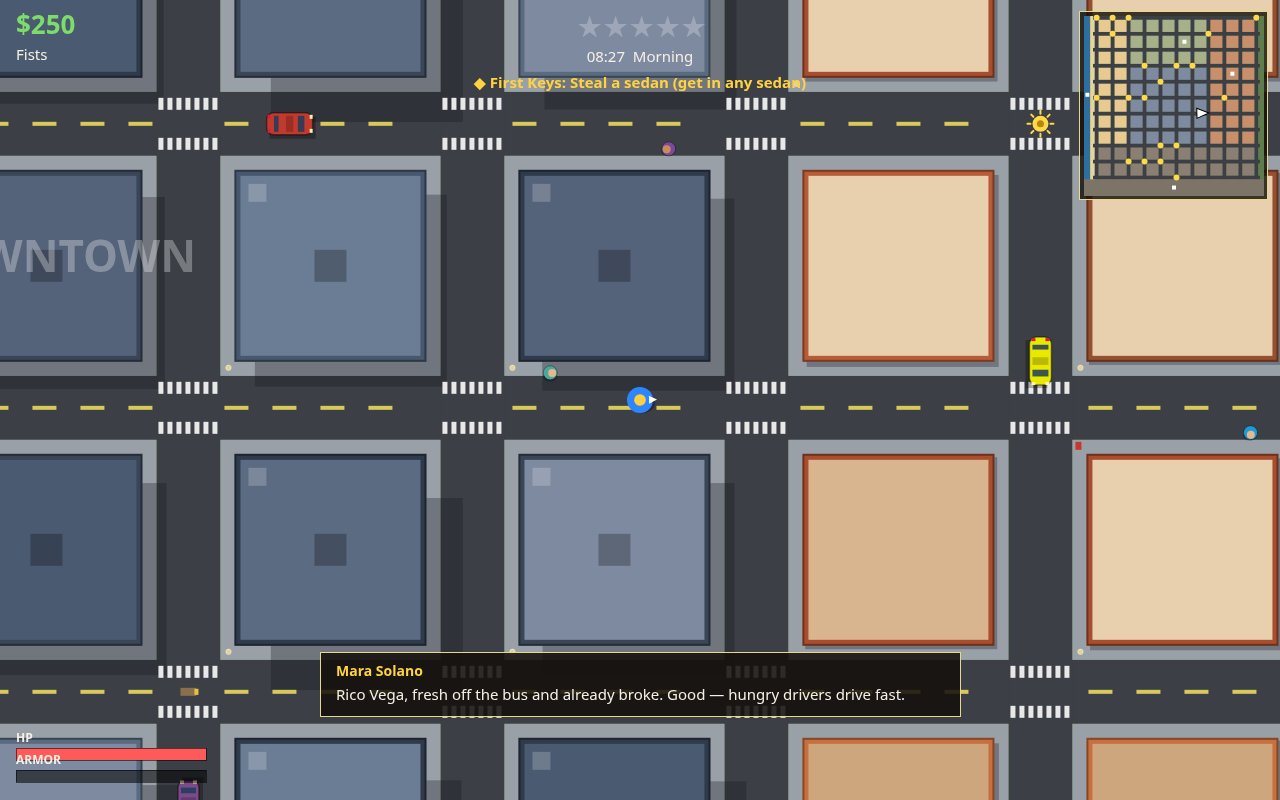 $250
Fists
08:27 Morning
◆ First Keys: Steal a sedan (get in any sedan)
WNTOWN
Mara Solano
Rico Vega, fresh off the bus and already broke. Good — hungry drivers drive fast.
HP
ARMOR